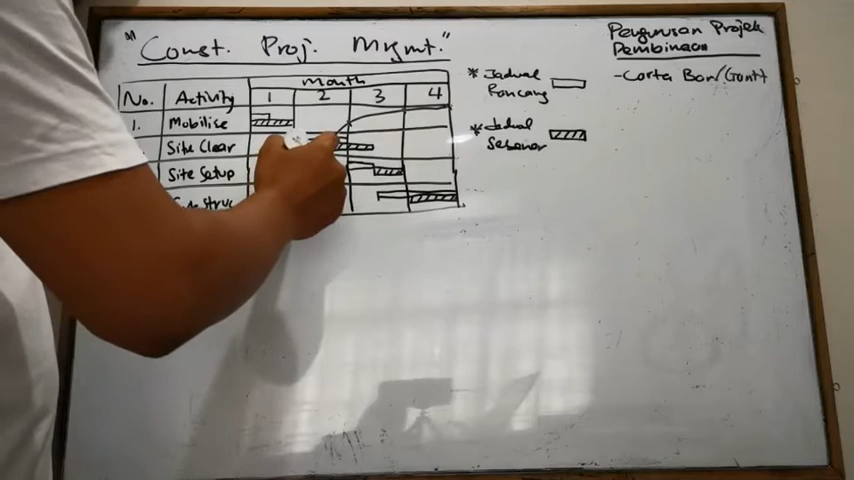 "Const. Proj. Mgmt."
Pengurusan Projek
Pembinaan
- Carta Bar/Gantt
Month
No. Activity 1 2 3 4
1. Mobilise
Site Clear
Site Setup
Struc
* Jadual
Rancang
* Jadual
Sebenar